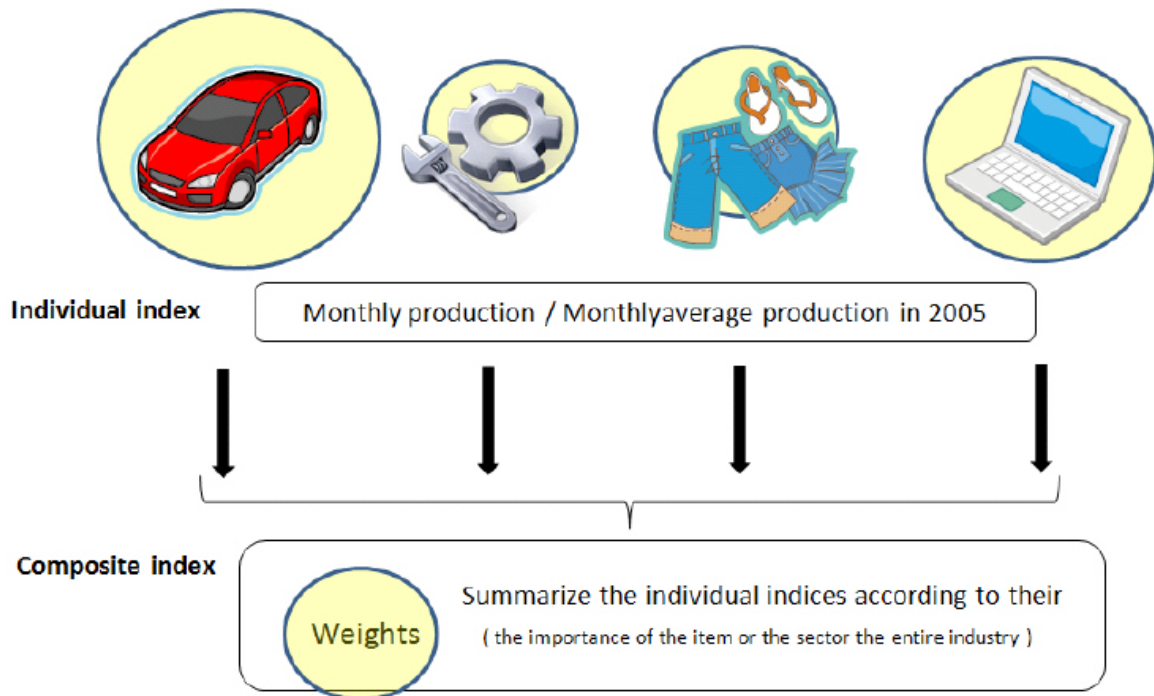 Individual index
Monthly production / Monthlyaverage production in 2005
Composite index
Weights
Summarize the individual indices according to their
( the importance of the item or the sector the entire industry )